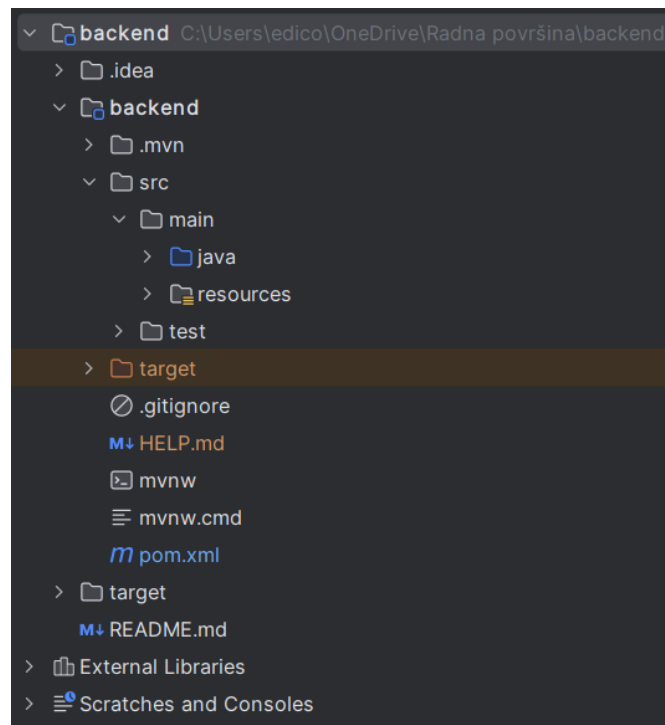 backend C:\Users\edico\OneDrive\Radna površina\backend
.idea
backend
.mvn
src
main
java
resources
test
target
.gitignore
M↓ HELP.md
mvnw
mvnw.cmd
m pom.xml
target
M↓ README.md
External Libraries
Scratches and Consoles